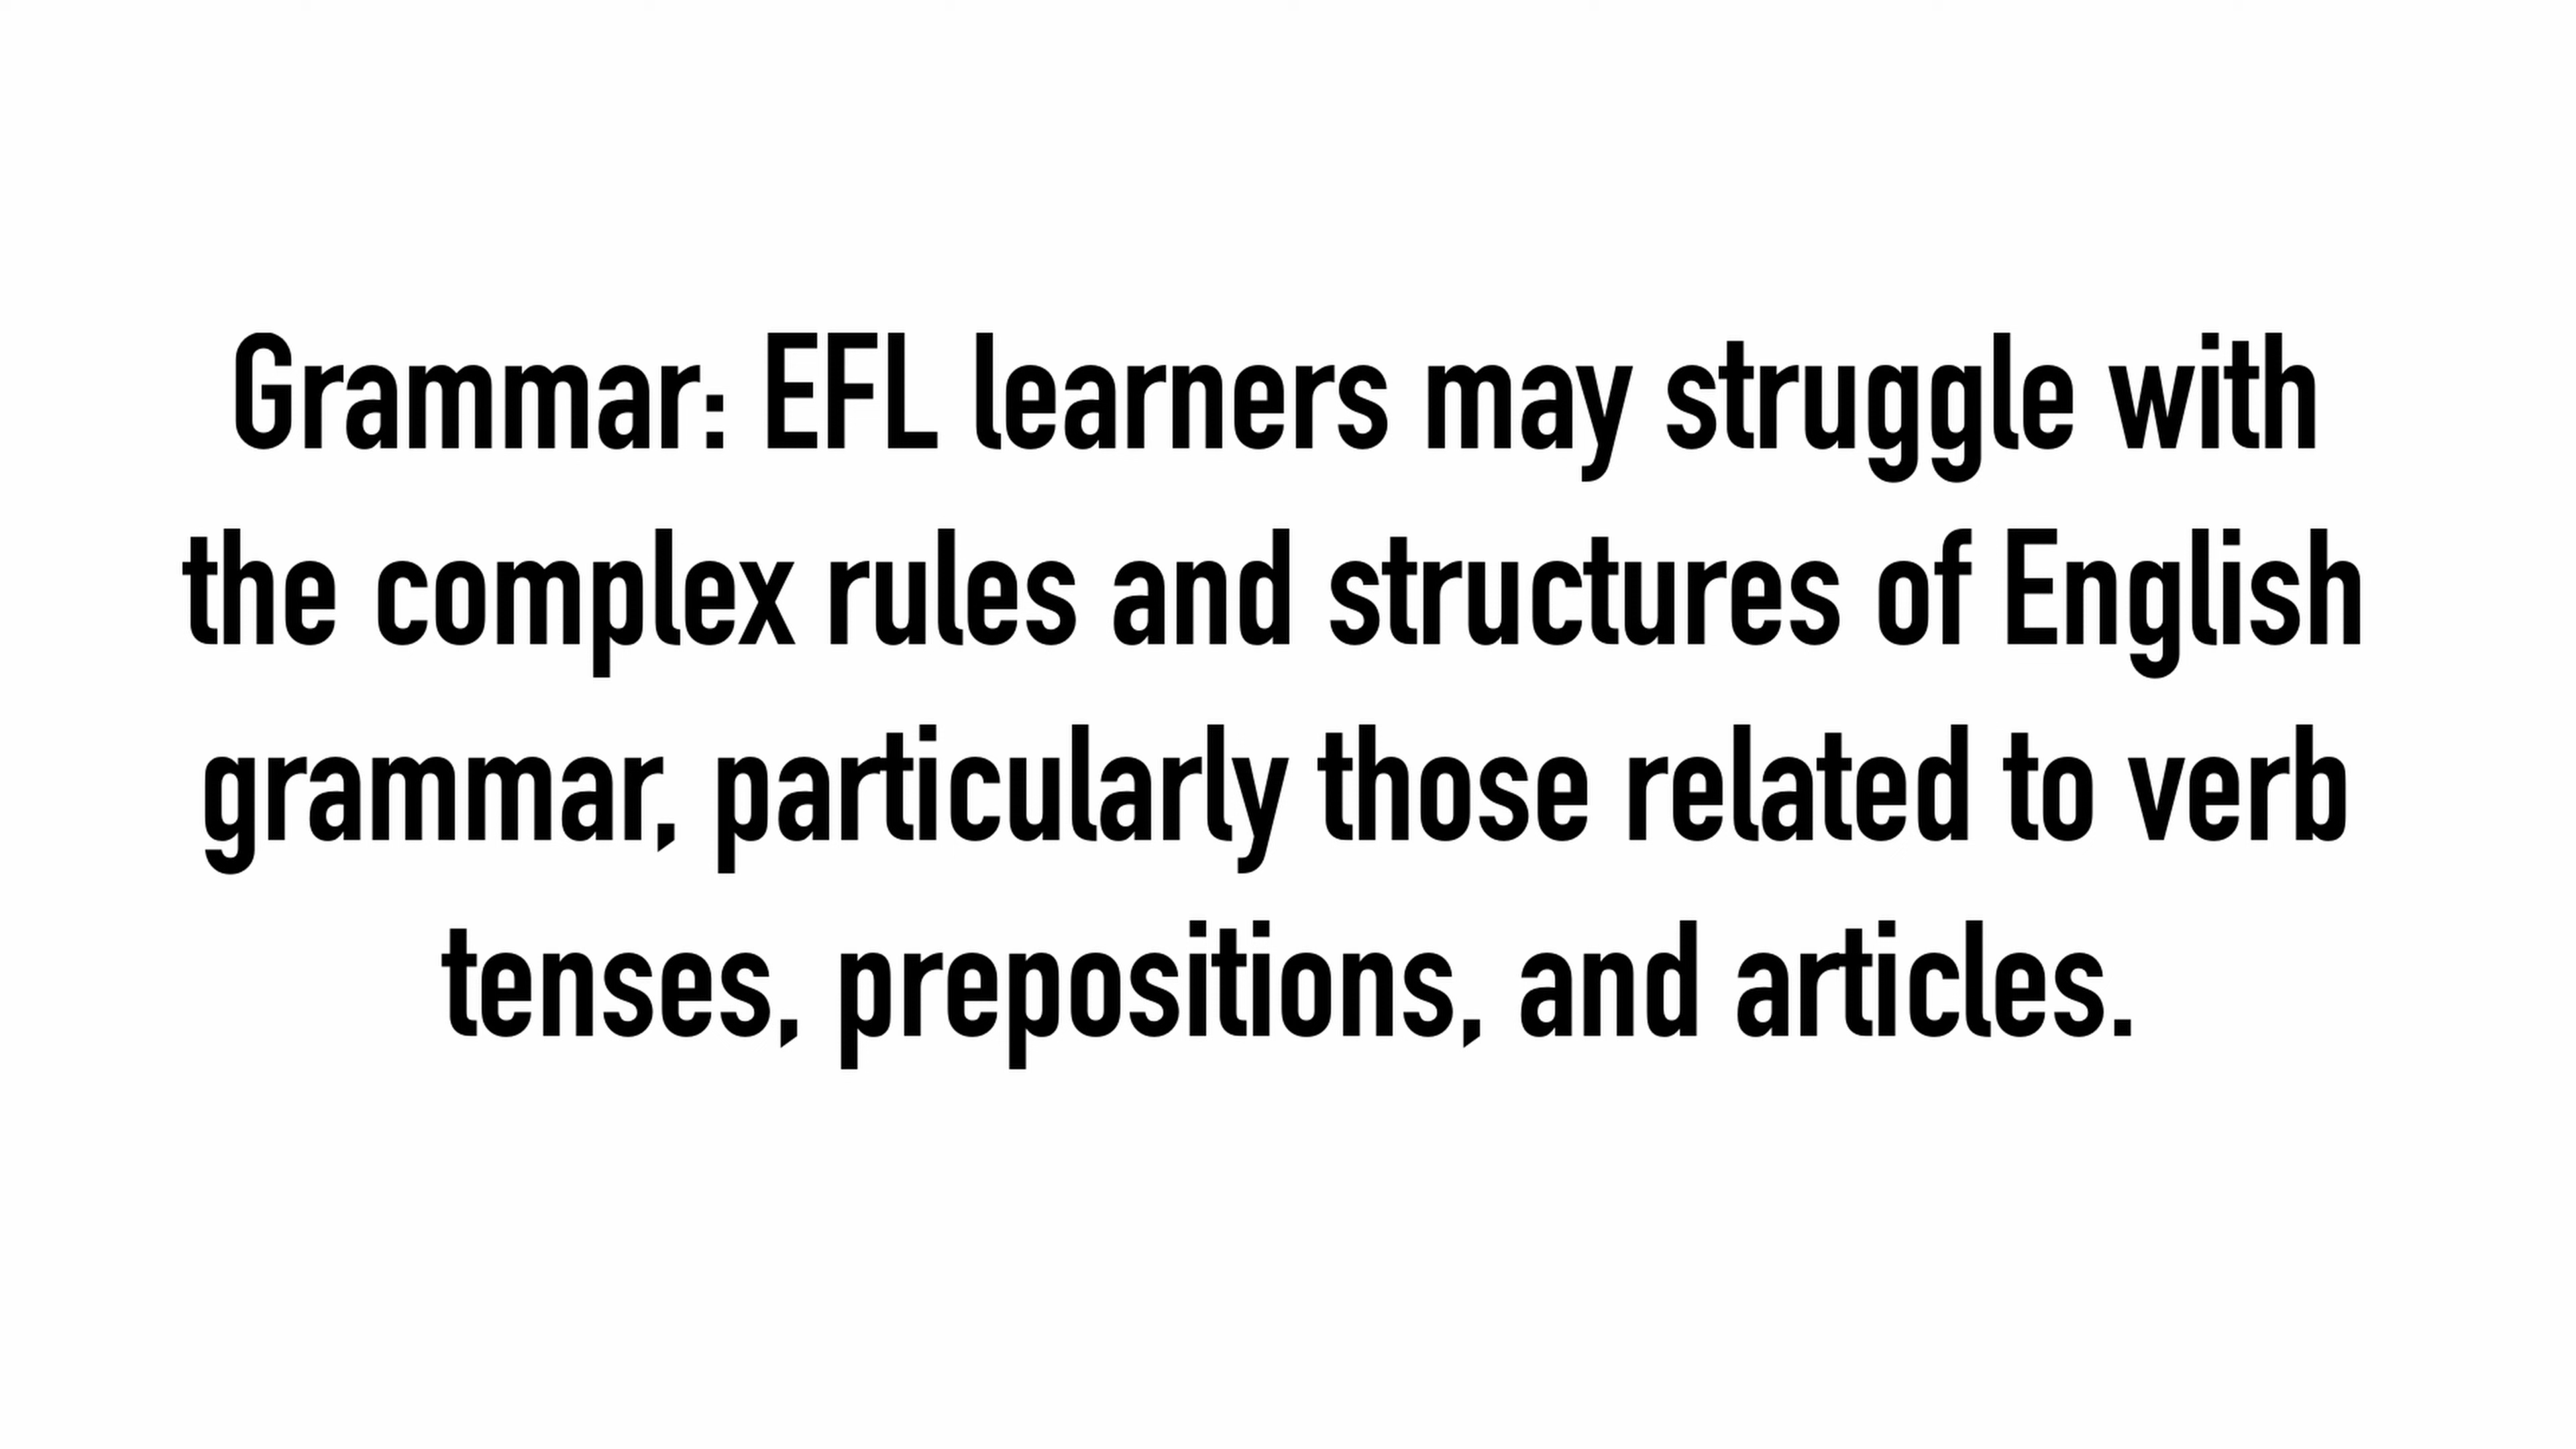 Grammar: EFL learners may struggle with
the complex rules and structures of English
grammar, particularly those related to verb
tenses, prepositions, and articles.